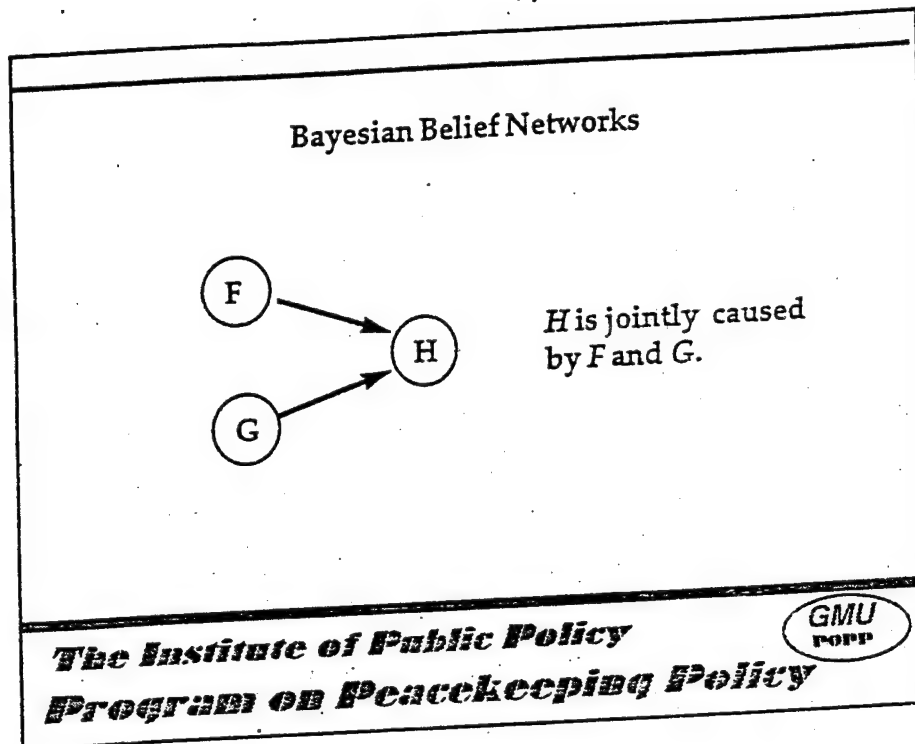 Bayesian Belief Networks
F
H
G
H is jointly caused
by F and G.
GMU
POPP
The Institute of Public Policy
Program on Peacekeeping Policy